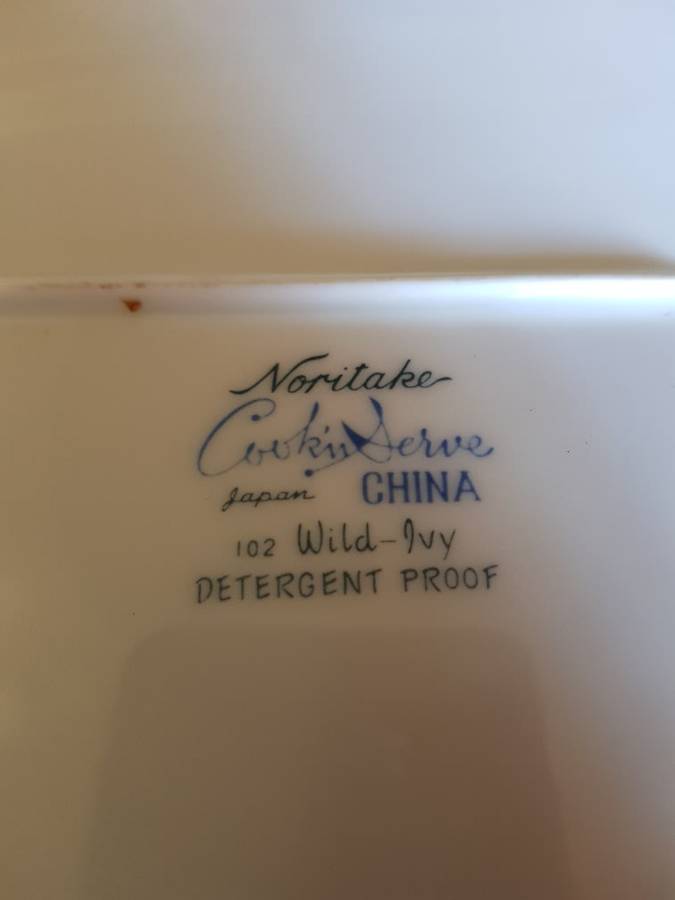 Noritake
Cook'n Serve
Japan CHINA
102 Wild-Ivy
DETERGENT PROOF